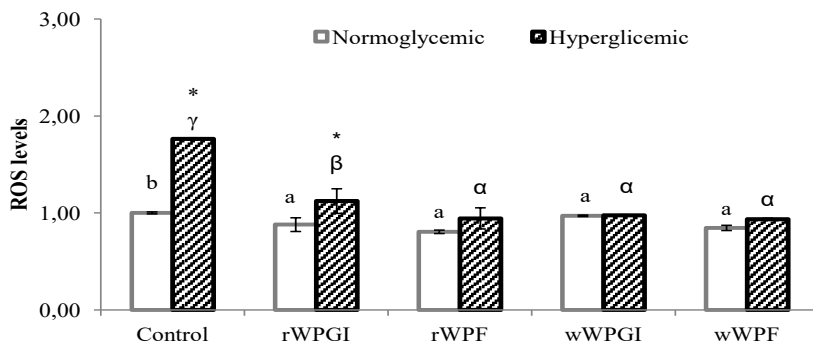 3,00
Normoglycemic Hyperglicemic
2,00
*
γ
*
β
ROS levels
b
a
a
α
a
α
a
α
1,00
0,00
Control rWPGI rWPF wWPGI wWPF